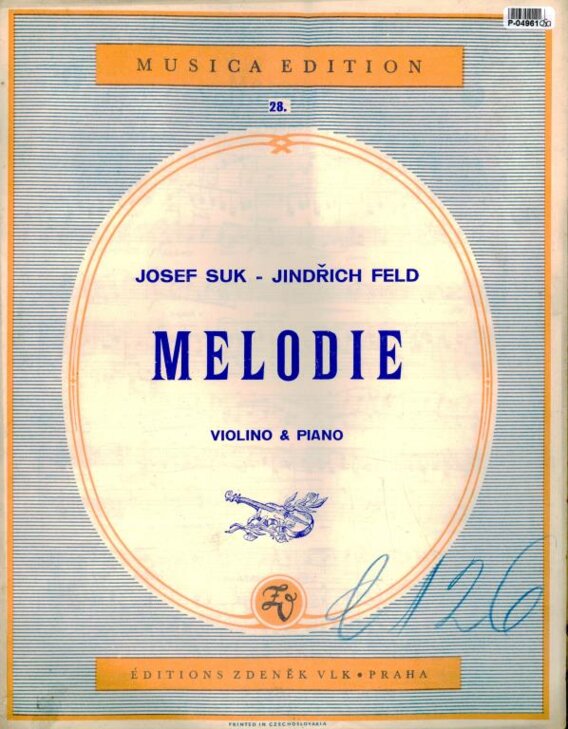 P-04961
MUSICA EDITION
28.
JOSEF SUK - JINDŘICH FELD
MELODIE
VIOLINO & PIANO
ZV
ℓ 126
ÉDITIONS ZDENĚK VLK • PRAHA
PRINTED IN CZECHOSLOVAKIA